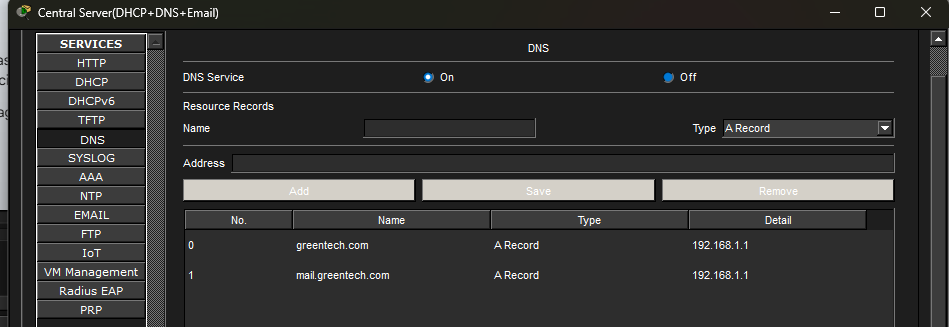 Central Server(DHCP+DNS+Email)
SERVICES
HTTP
DHCP
DHCPv6
TFTP
DNS
SYSLOG
AAA
NTP
EMAIL
FTP
IoT
VM Management
Radius EAP
PRP
DNS
DNS Service On Off
Resource Records
Name Type A Record
Address
Add Save Remove
No. Name Type Detail
0 greentech.com A Record 192.168.1.1
1 mail.greentech.com A Record 192.168.1.1